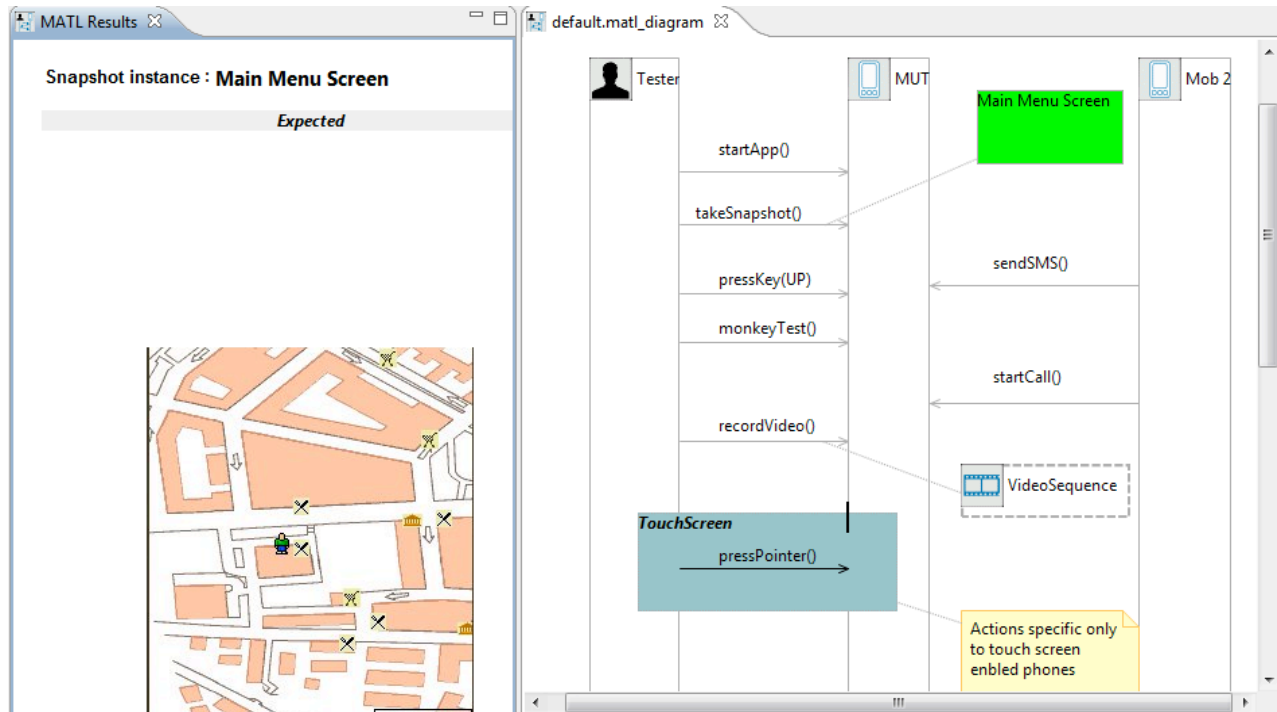 MATL Results
Snapshot instance : Main Menu Screen
Expected
default.matl_diagram
Tester
MUT
Mob 2
Main Menu Screen
startApp()
takeSnapshot()
sendSMS()
pressKey(UP)
monkeyTest()
startCall()
recordVideo()
VideoSequence
TouchScreen
pressPointer()
Actions specific only
to touch screen
enbled phones